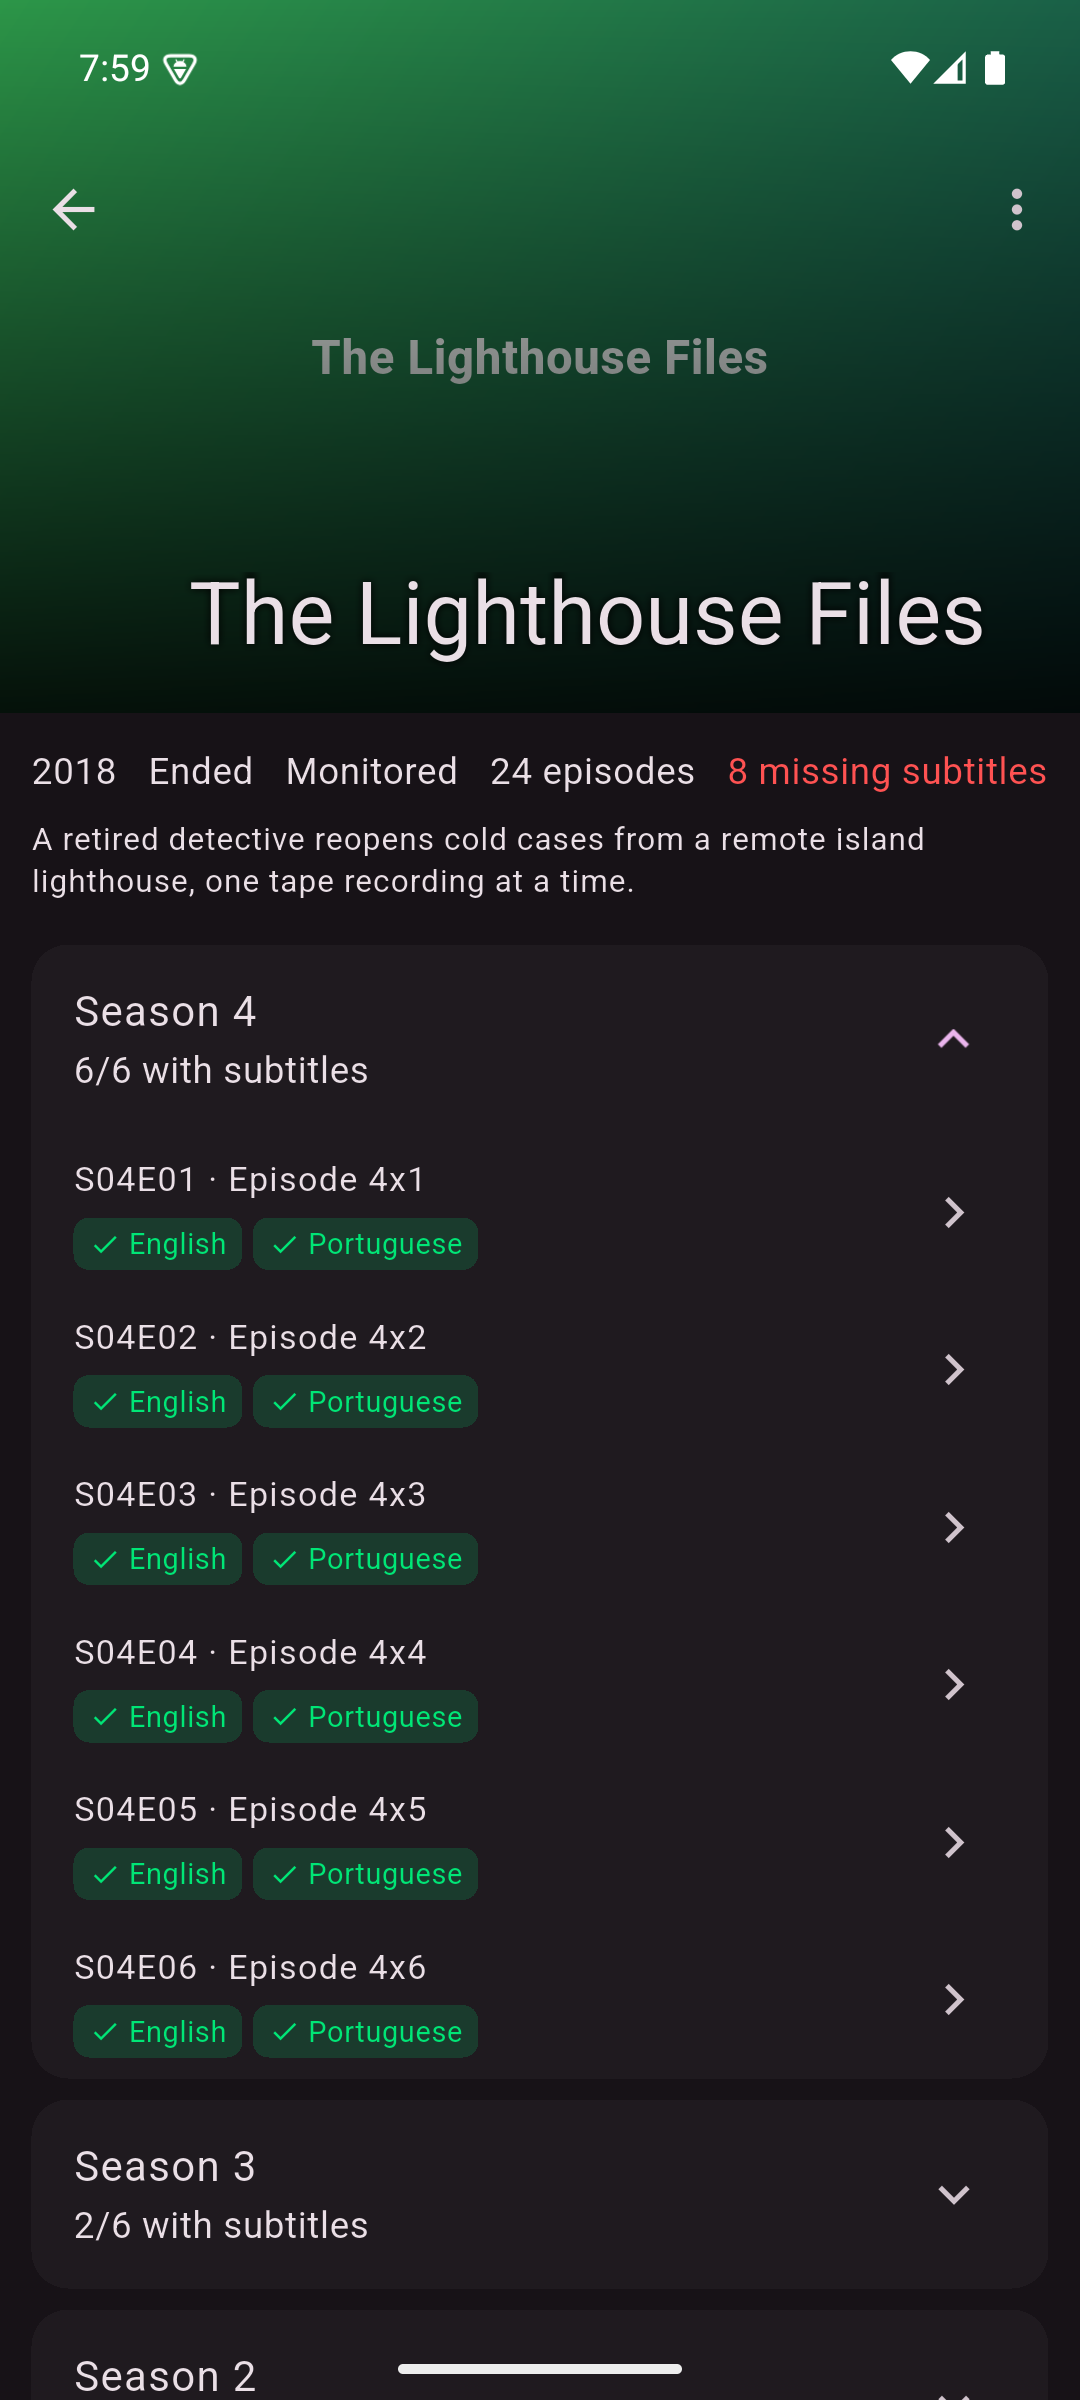 7:59
The Lighthouse Files
The Lighthouse Files
2018 Ended Monitored 24 episodes 8 missing subtitles
A retired detective reopens cold cases from a remote island
lighthouse, one tape recording at a time.
Season 4
6/6 with subtitles
S04E01 · Episode 4x1
English Portuguese
S04E02 · Episode 4x2
English Portuguese
S04E03 · Episode 4x3
English Portuguese
S04E04 · Episode 4x4
English Portuguese
S04E05 · Episode 4x5
English Portuguese
S04E06 · Episode 4x6
English Portuguese
Season 3
2/6 with subtitles
Season 2